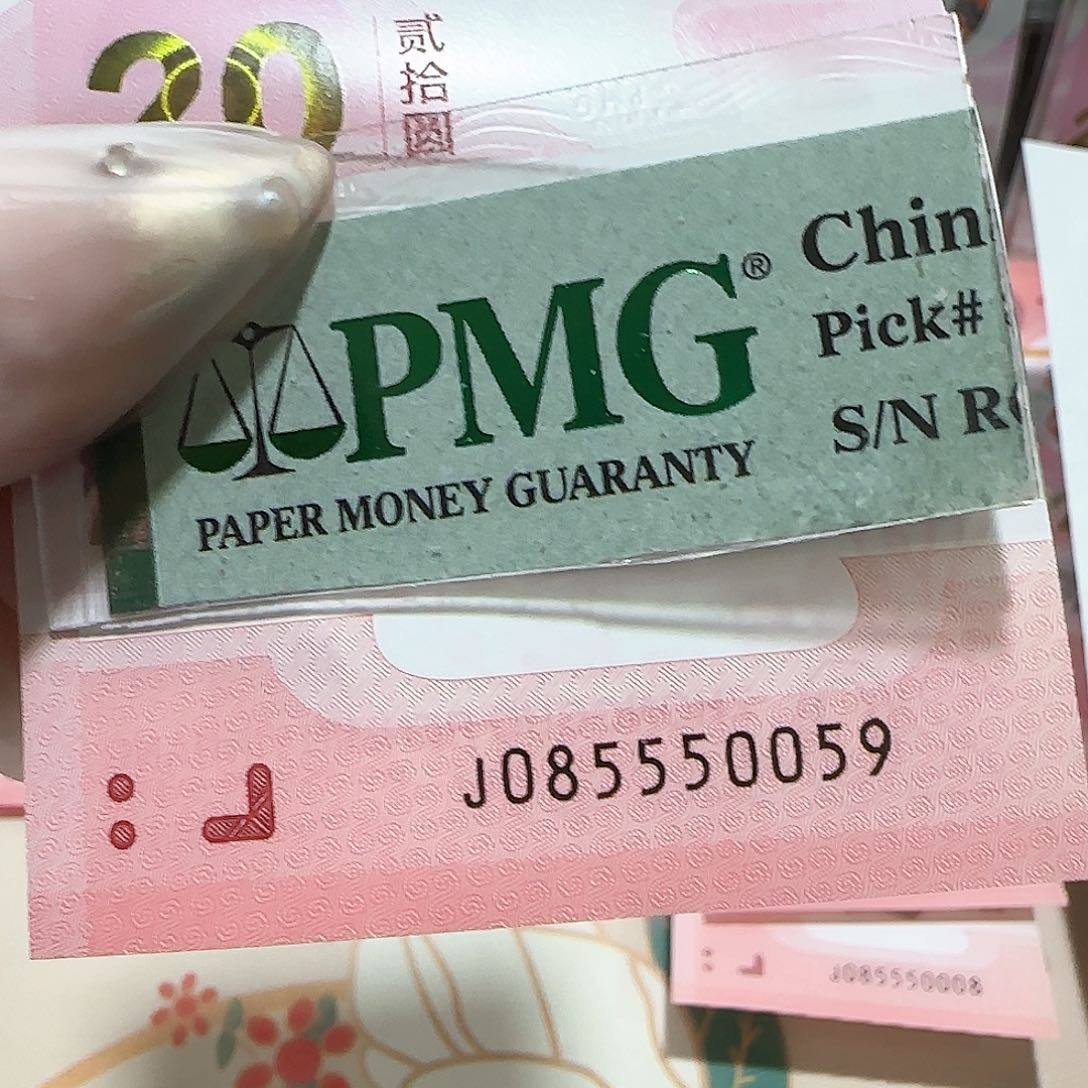 20
贰拾圆
PMG®
PAPER MONEY GUARANTY
Chin
Pick#
S/N R
J085550059
J085550008